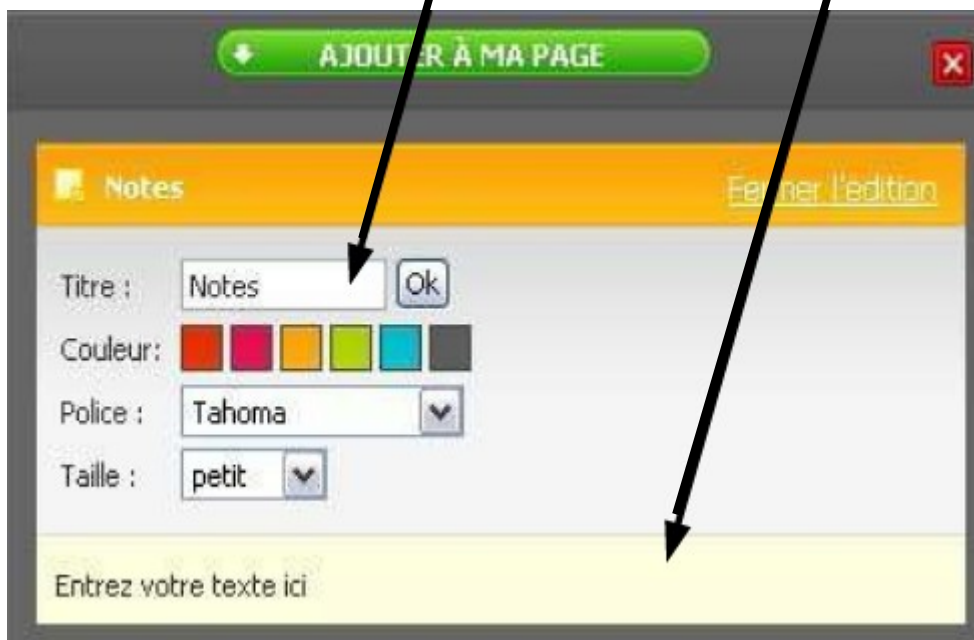 AJOUTER À MA PAGE
Notes
Fermer l'edition
Titre : Notes Ok
Couleur:
Police : Tahoma
Taille : petit
Entrez votre texte ici